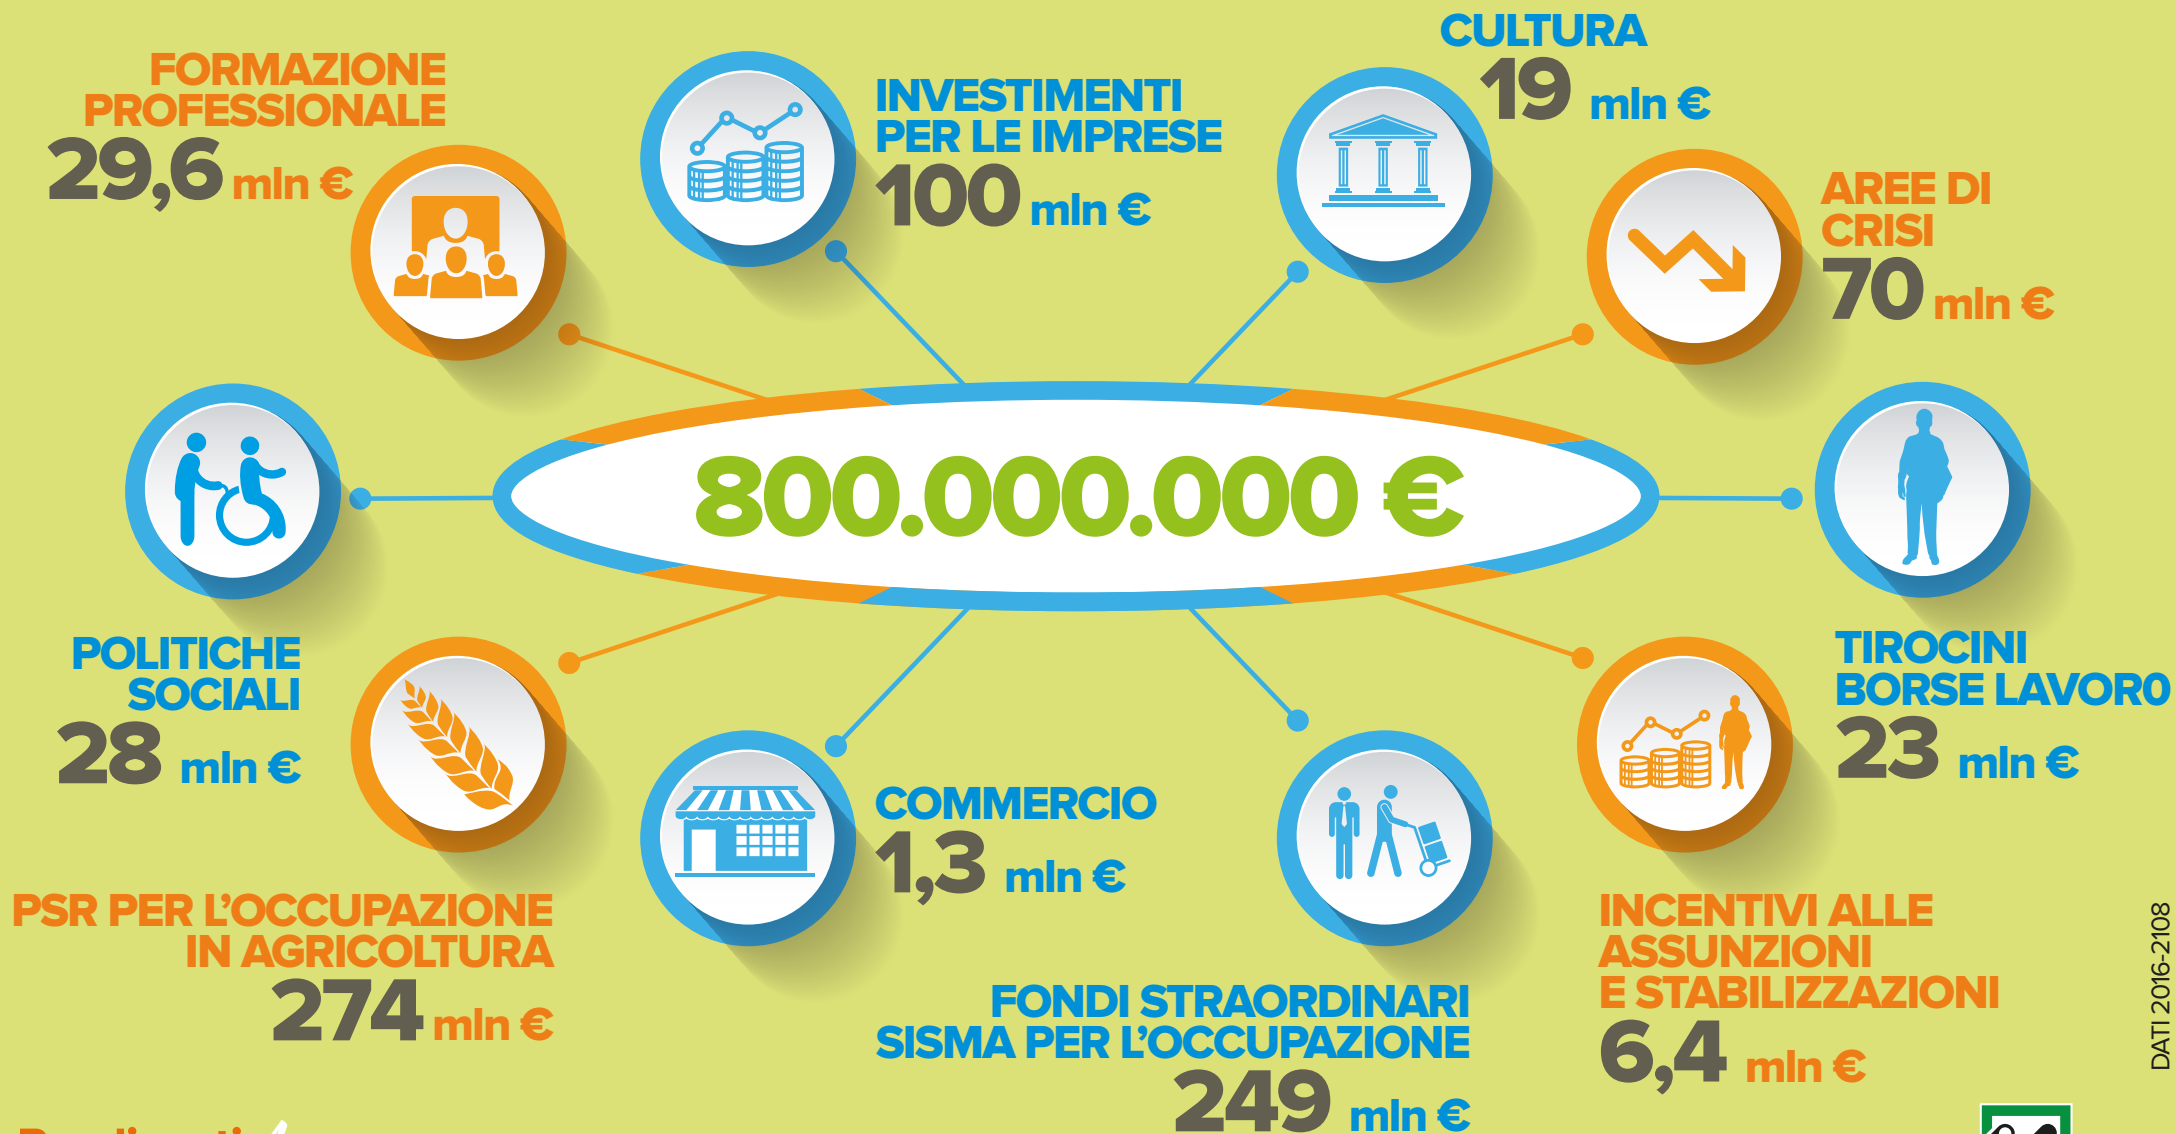 FORMAZIONE
PROFESSIONALE
29,6 mln €
INVESTIMENTI
PER LE IMPRESE
100 mln €
CULTURA
19 mln €
AREE DI
CRISI
70 mln €
800.000.000 €
POLITICHE
SOCIALI
28 mln €
TIROCINI
BORSE LAVOR0
23 mln €
PSR PER L’OCCUPAZIONE
IN AGRICOLTURA
274 mln €
COMMERCIO
1,3 mln €
FONDI STRAORDINARI
SISMA PER L’OCCUPAZIONE
249 mln €
INCENTIVI ALLE
ASSUNZIONI
E STABILIZZAZIONI
6,4 mln €
DATI 2016-2108